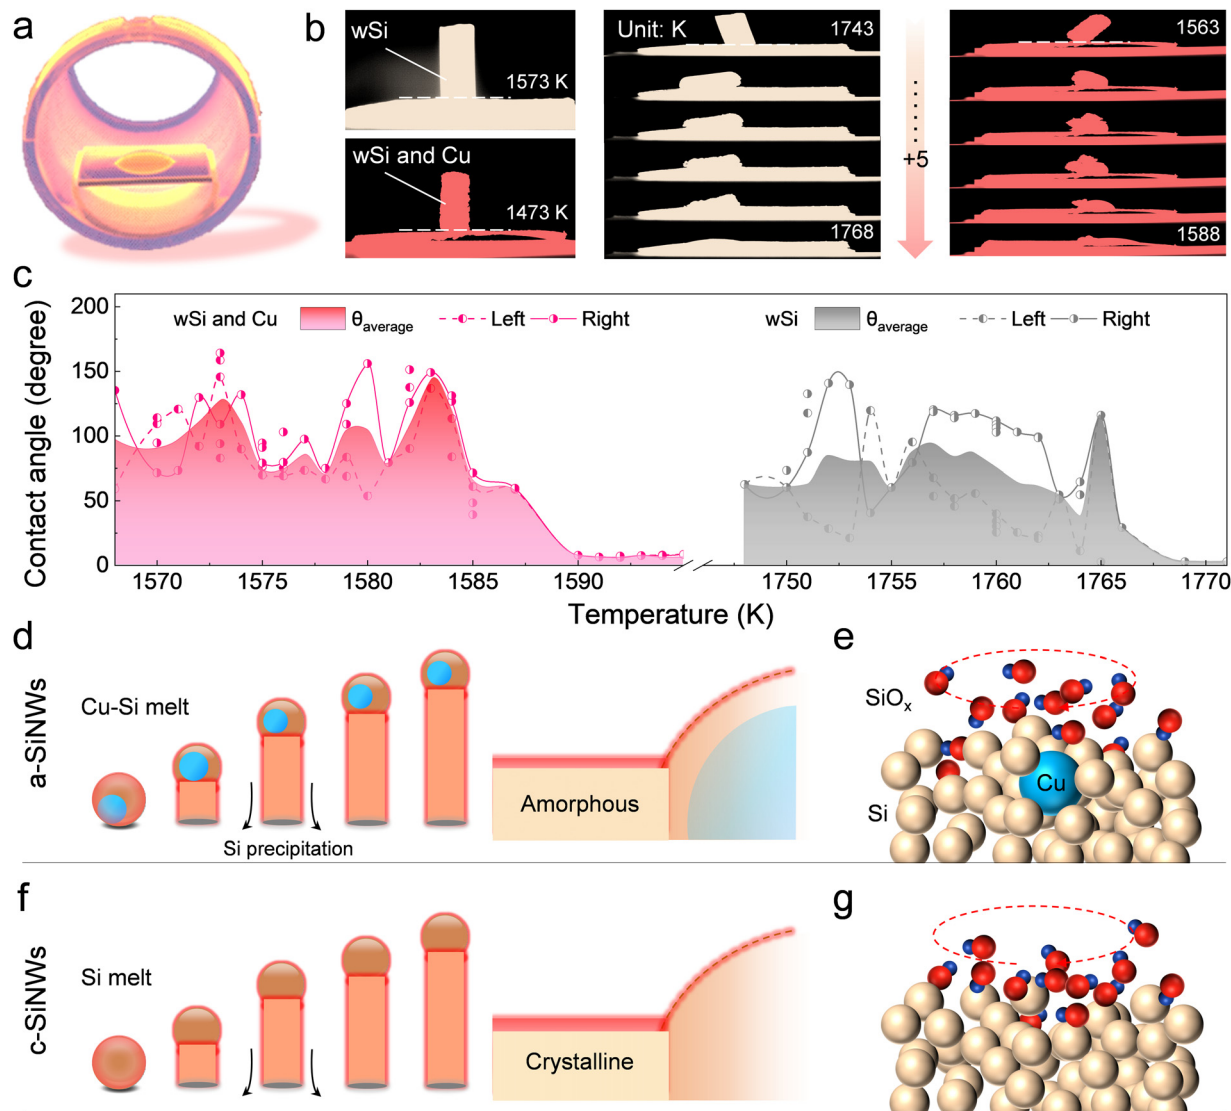 a
b
wSi
1573 K
wSi and Cu
1473 K
Unit: K
1743
1768
+5
1563
1588
c
Contact angle (degree)
200
150
100
50
0
wSi and Cu θaverage Left Right
wSi θaverage Left Right
1570 1575 1580 1585 1590 1750 1755 1760 1765 1770
Temperature (K)
d
a-SiNWs
Cu–Si melt
Si precipitation
Amorphous
e
SiOx
Cu
Si
f
c-SiNWs
Si melt
Crystalline
g